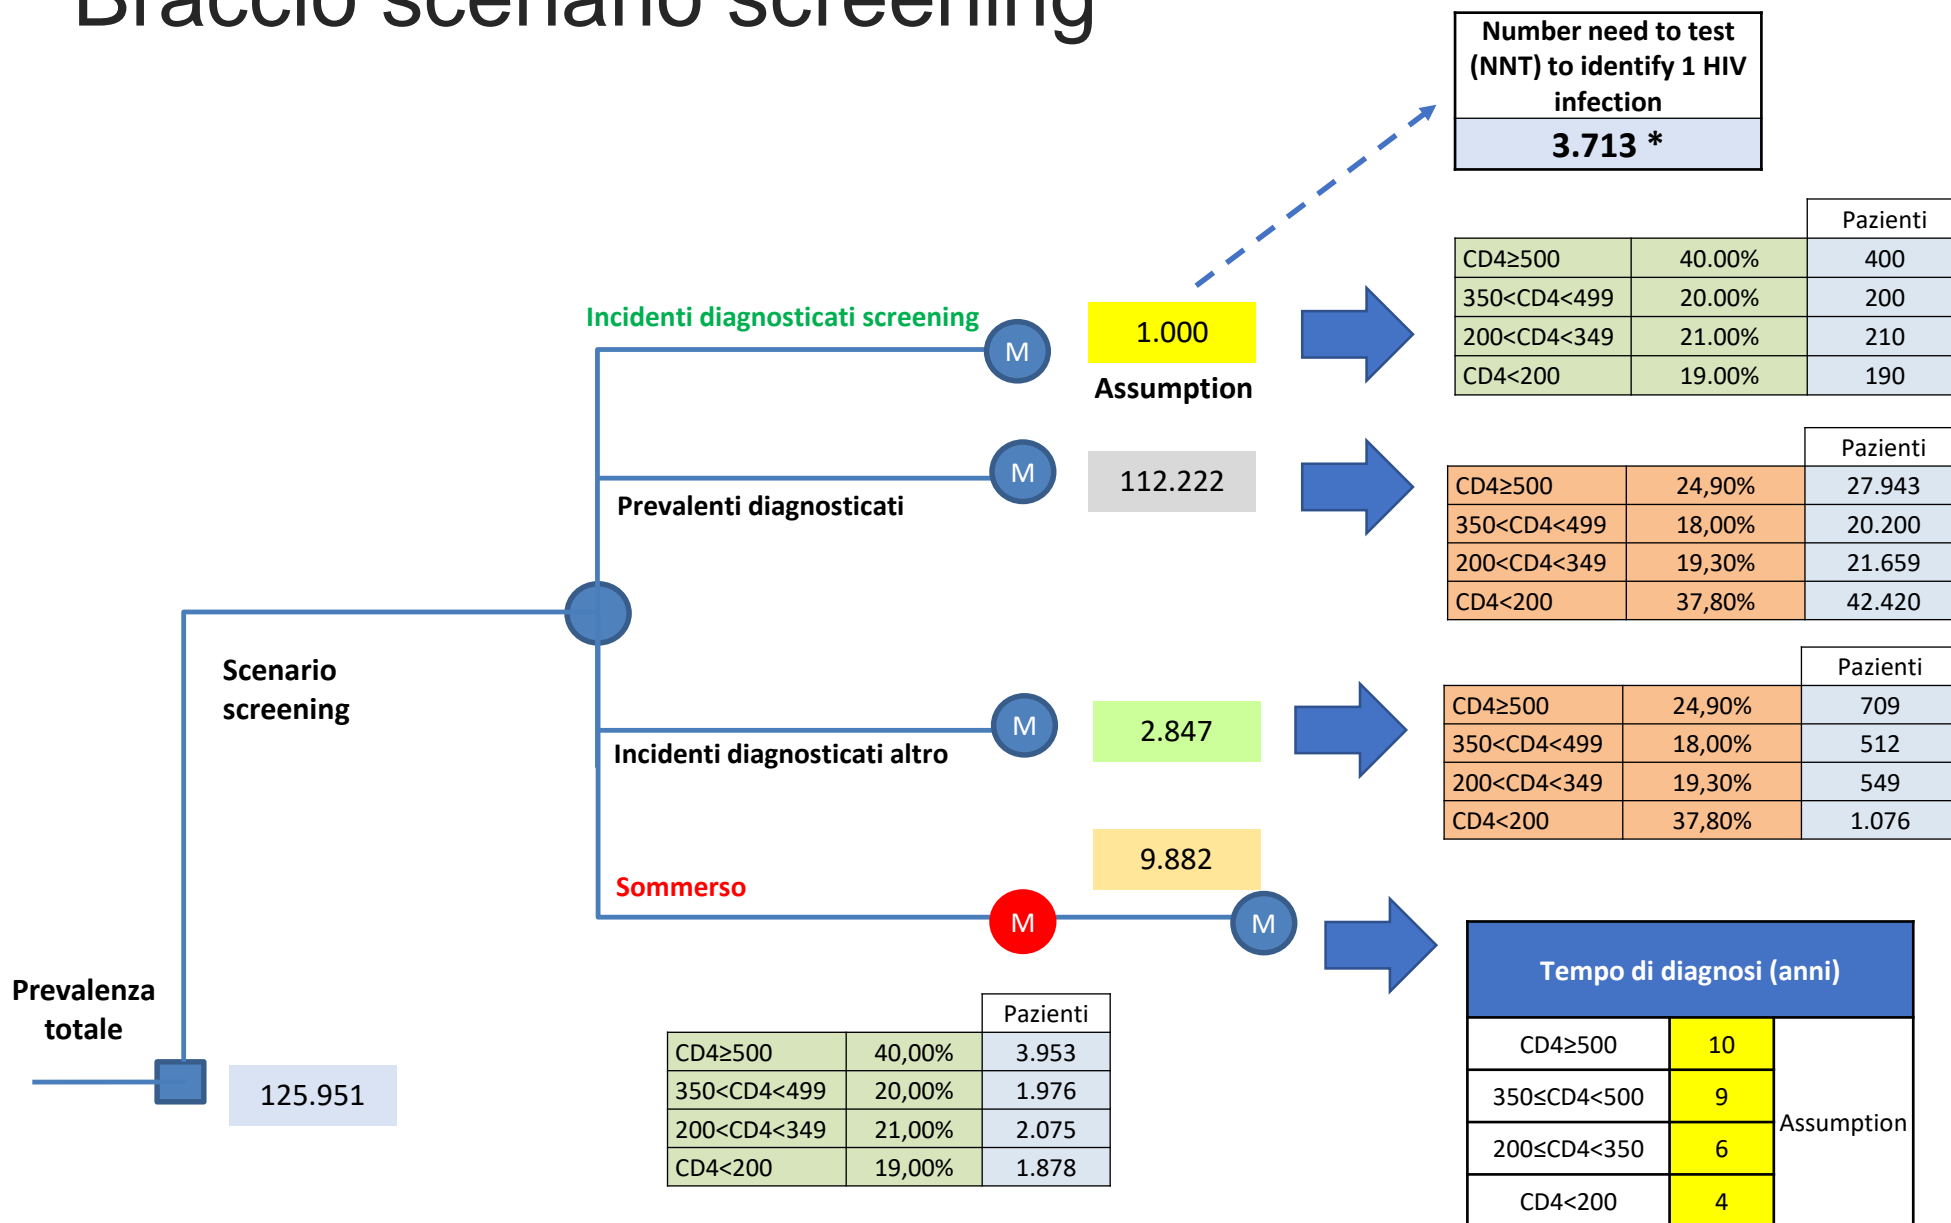 Braccio scenario screening
Number need to test
(NNT) to identify 1 HIV
infection
3.713 *
Incidenti diagnosticati screening
M
1.000
Assumption
Pazienti
CD4≥500 40.00% 400
350<CD4<499 20.00% 200
200<CD4<349 21.00% 210
CD4<200 19.00% 190
M
112.222
Prevalenti diagnosticati
Pazienti
CD4≥500 24,90% 27.943
350<CD4<499 18,00% 20.200
200<CD4<349 19,30% 21.659
CD4<200 37,80% 42.420
Scenario
screening
M
2.847
Incidenti diagnosticati altro
Pazienti
CD4≥500 24,90% 709
350<CD4<499 18,00% 512
200<CD4<349 19,30% 549
CD4<200 37,80% 1.076
9.882
Sommerso
M
M
Prevalenza
totale
125.951
Pazienti
CD4≥500 40,00% 3.953
350<CD4<499 20,00% 1.976
200<CD4<349 21,00% 2.075
CD4<200 19,00% 1.878
Tempo di diagnosi (anni)
CD4≥500 10
350≤CD4<500 9
Assumption
200≤CD4<350 6
CD4<200 4